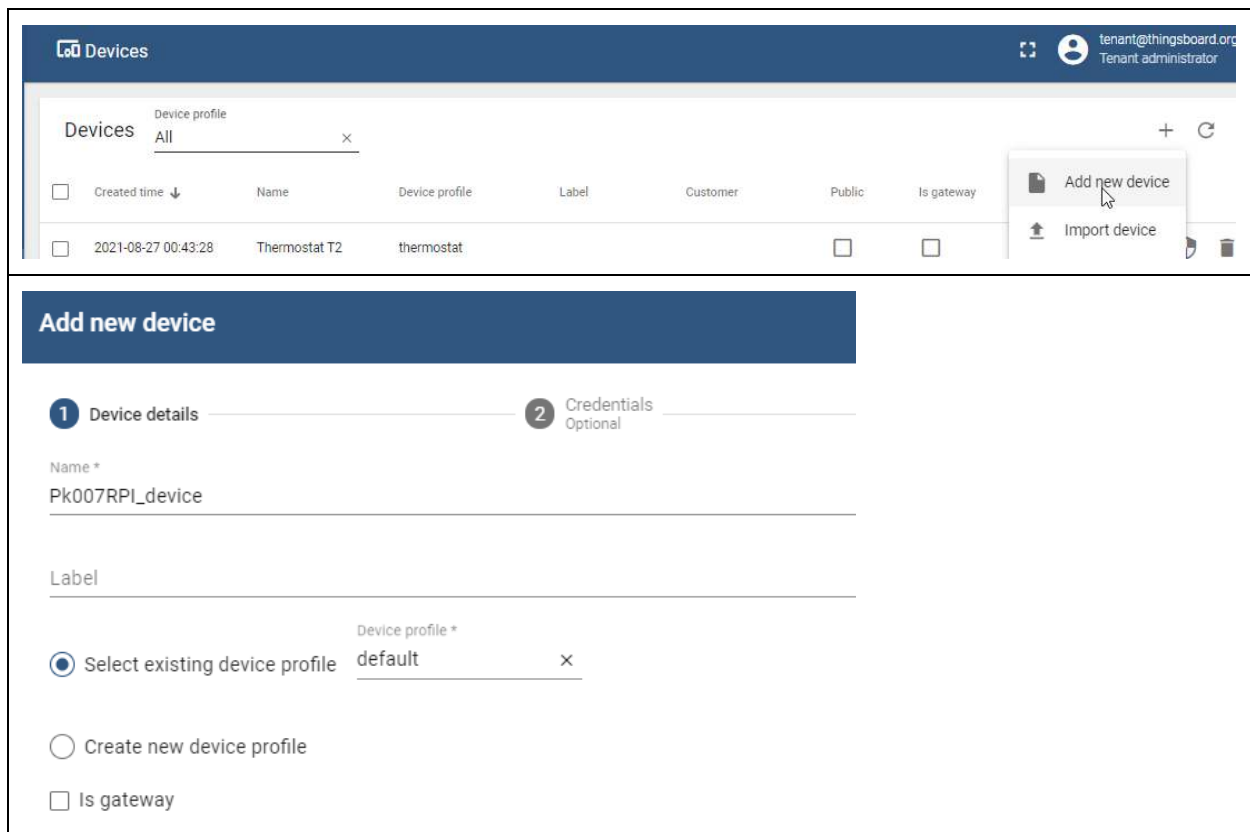 Devices
tenant@thingsboard.org
Tenant administrator
Devices
Device profile
All
Add new device
Created time Name Device profile Label Customer Public Is gateway
Import device
2021-08-27 00:43:28 Thermostat T2 thermostat
Add new device
1 Device details 2 Credentials
Optional
Name *
Pk007RPI_device
Label
Device profile *
Select existing device profile default
Create new device profile
Is gateway